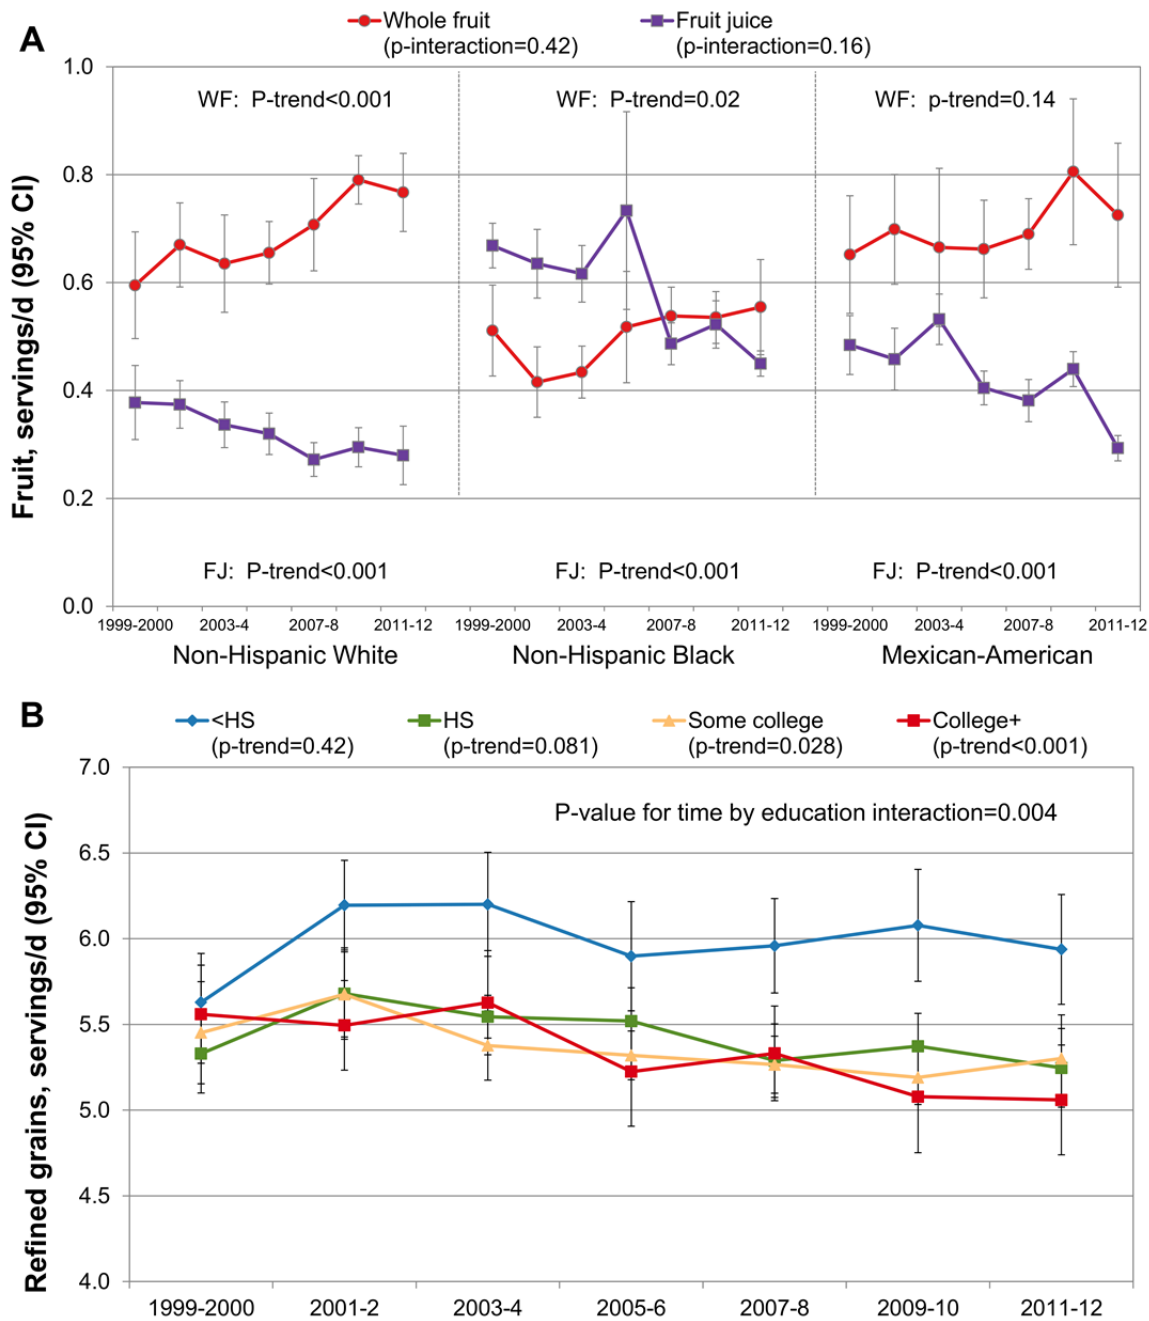 A
Whole fruit
(p-interaction=0.42)
Fruit juice
(p-interaction=0.16)
Fruit, servings/d (95% CI)
1.0
0.8
0.6
0.4
0.2
0.0
WF: P-trend<0.001
WF: P-trend=0.02
WF: p-trend=0.14
FJ: P-trend<0.001
FJ: P-trend<0.001
FJ: P-trend<0.001
1999-2000 2003-4 2007-8 2011-12 1999-2000 2003-4 2007-8 2011-12 1999-2000 2003-4 2007-8 2011-12
Non-Hispanic White Non-Hispanic Black Mexican-American
B
<HS
(p-trend=0.42)
HS
(p-trend=0.081)
Some college
(p-trend=0.028)
College+
(p-trend<0.001)
Refined grains, servings/d (95% CI)
7.0
6.5
6.0
5.5
5.0
4.5
4.0
P-value for time by education interaction=0.004
1999-2000 2001-2 2003-4 2005-6 2007-8 2009-10 2011-12